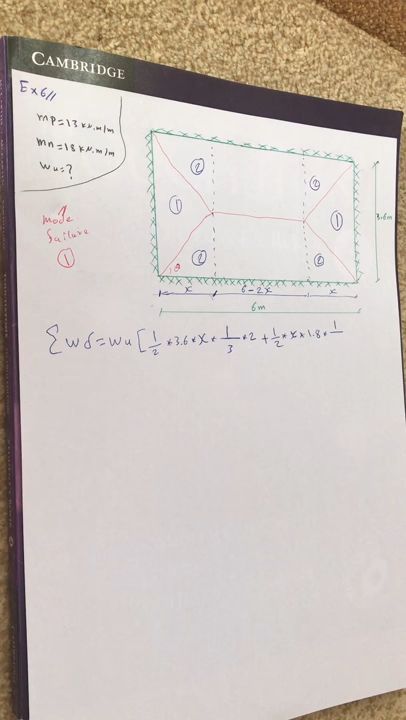 CAMBRIDGE
Ex 6//
mp = 13 kN.m/m
mn = 18 kN.m/m
wu = ?
mode
failure
1
2
2
1
1
2
2
θ
3.6m
x
6-2x
x
6m
Σwδ = wu [ 1/2 * 3.6 * x * 1/3 * 2 + 1/2 * x * 1.8 * 1/